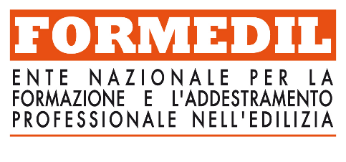 FORMEDIL
ENTE NAZIONALE PER LA
FORMAZIONE E L'ADDESTRAMENTO
PROFESSIONALE NELL'EDILIZIA